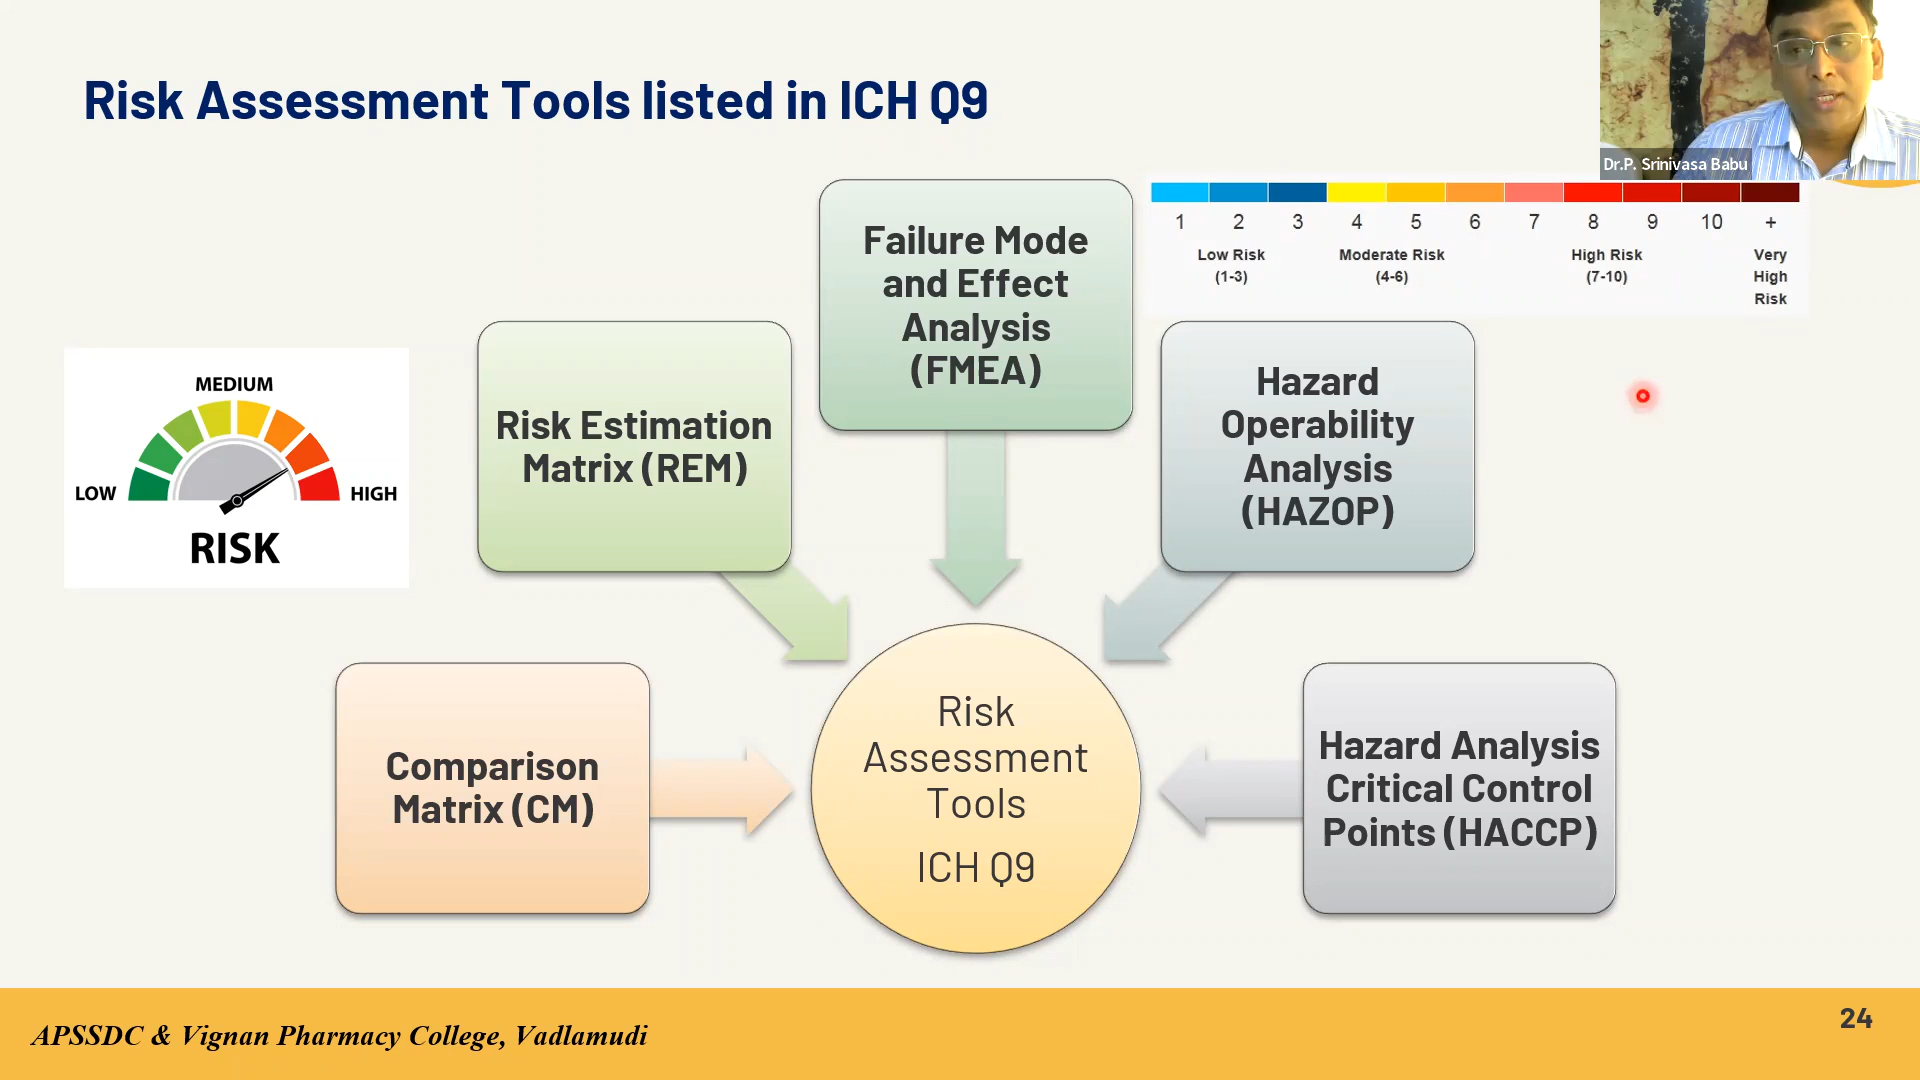 Risk Assessment Tools listed in ICH Q9
Dr.P. Srinivasa Babu
1 2 3 4 5 6 7 8 9 10 +
Low Risk
(1-3)
Moderate Risk
(4-6)
High Risk
(7-10)
Very
High
Risk
Failure Mode
and Effect
Analysis
(FMEA)
Risk Estimation
Matrix (REM)
Hazard
Operability
Analysis
(HAZOP)
MEDIUM
LOW
HIGH
RISK
Comparison
Matrix (CM)
Risk
Assessment
Tools
ICH Q9
Hazard Analysis
Critical Control
Points (HACCP)
APSSDC & Vignan Pharmacy College, Vadlamudi
24